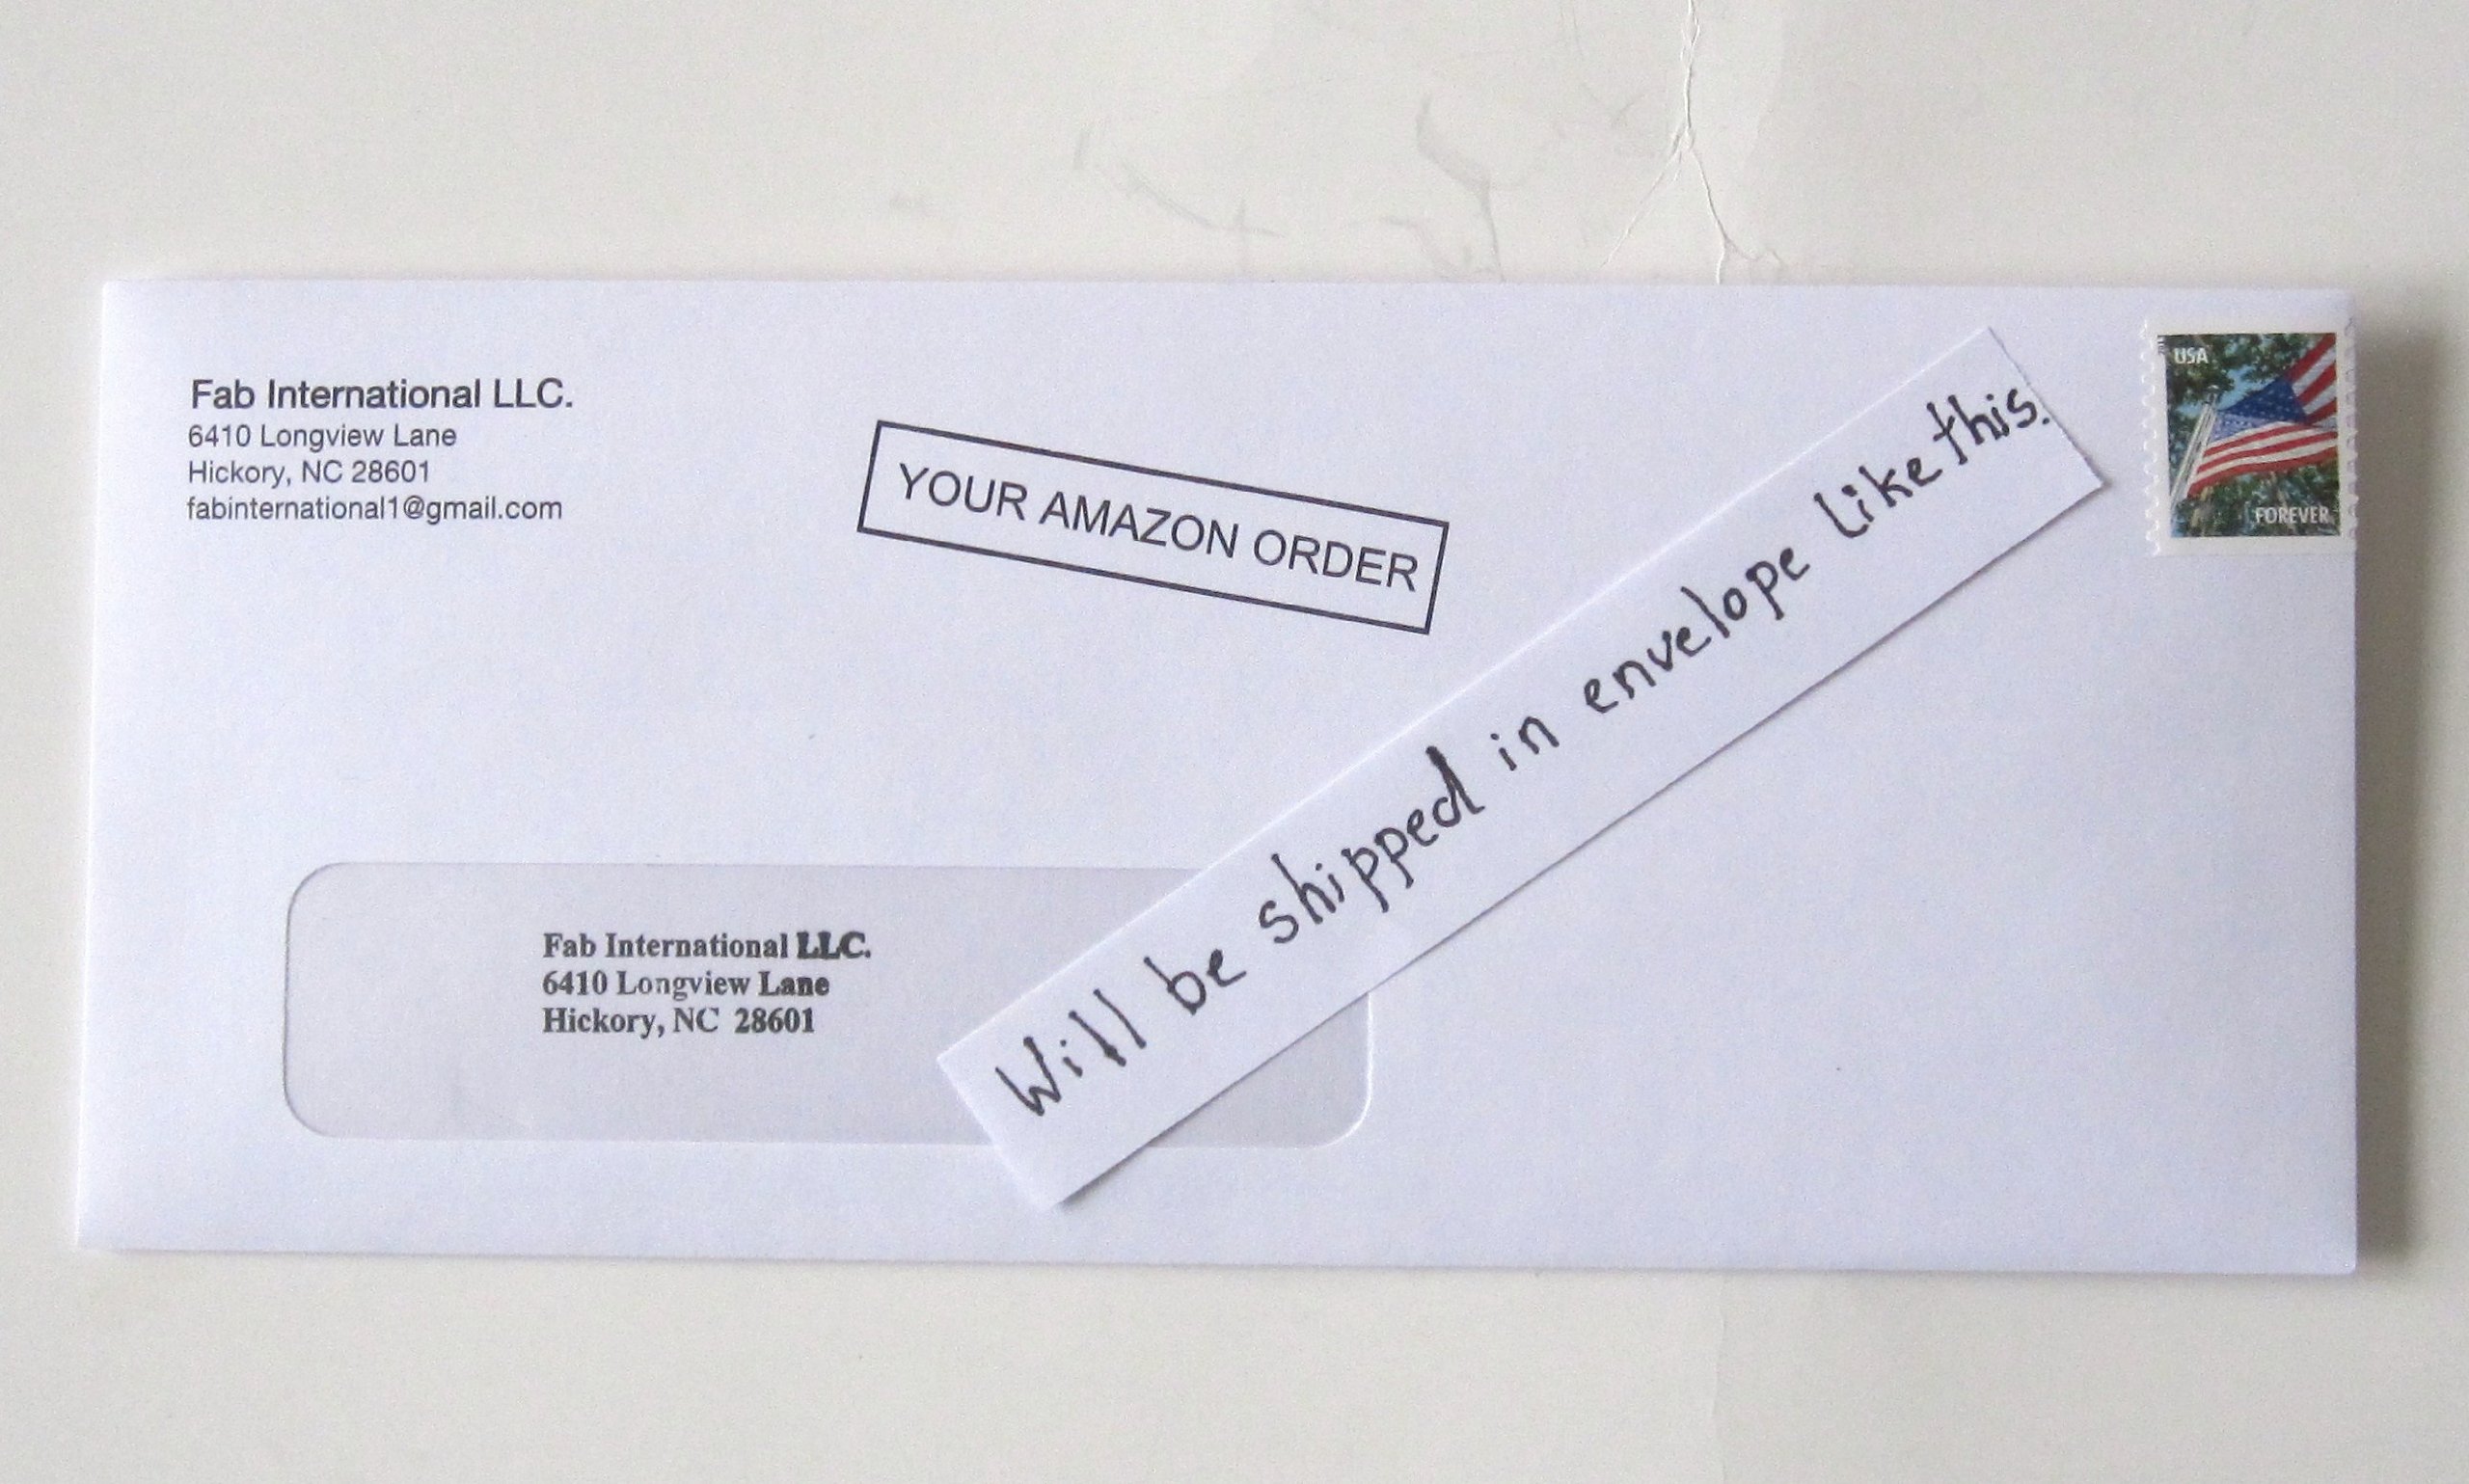 Fab International LLC.
6410 Longview Lane
Hickory, NC 28601
fabinternational1@gmail.com
YOUR AMAZON ORDER
USA
FOREVER
Will be shipped in envelope like this.
Fab International LLC.
6410 Longview Lane
Hickory, NC 28601